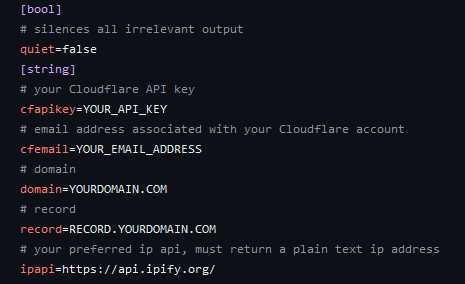 [bool]
# silences all irrelevant output
quiet=false
[string]
# your Cloudflare API key
cfapikey=YOUR_API_KEY
# email address associated with your Cloudflare account
cfemail=YOUR_EMAIL_ADDRESS
# domain
domain=YOURDOMAIN.COM
# record
record=RECORD.YOURDOMAIN.COM
# your preferred ip api, must return a plain text ip address
ipapi=https://api.ipify.org/